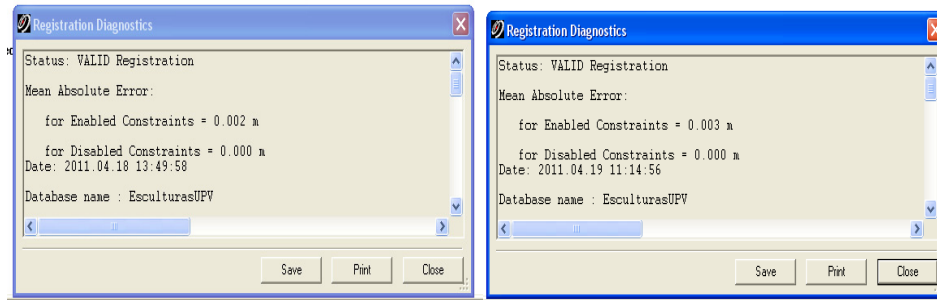 Registration Diagnostics
Status: VALID Registration
Mean Absolute Error:
for Enabled Constraints = 0.002 m
for Disabled Constraints = 0.000 m
Date: 2011.04.18 13:49:58
Database name : EsculturasUPV
Save Print Close
Registration Diagnostics
Status: VALID Registration
Mean Absolute Error:
for Enabled Constraints = 0.003 m
for Disabled Constraints = 0.000 m
Date: 2011.04.19 11:14:56
Database name : EsculturasUPV
Save Print Close